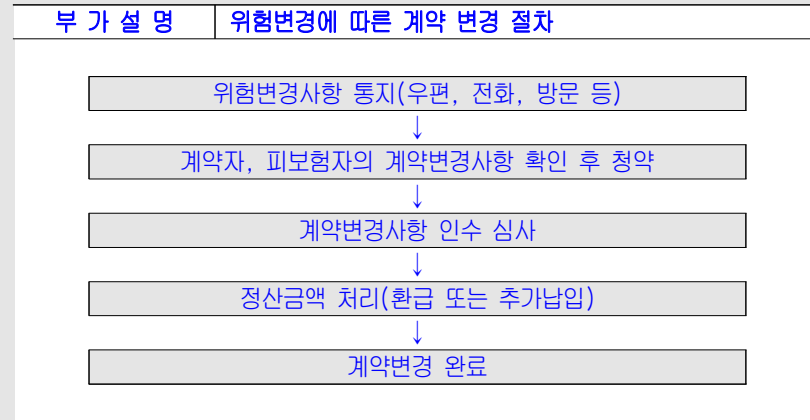 부 가 설 명 위험변경에 따른 계약 변경 절차
위험변경사항 통지(우편, 전화, 방문 등)
↓
계약자, 피보험자의 계약변경사항 확인 후 청약
↓
계약변경사항 인수 심사
↓
정산금액 처리(환급 또는 추가납입)
↓
계약변경 완료